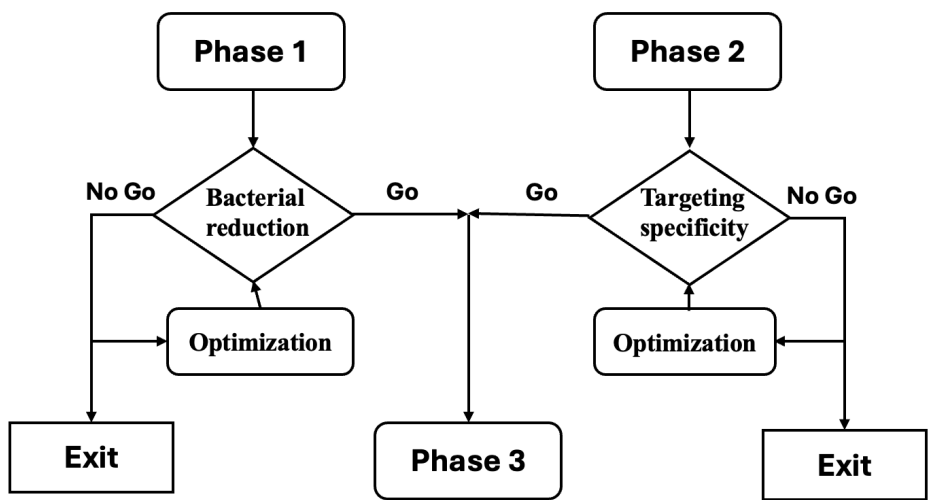 Phase 1
Phase 2
No Go
Bacterial
reduction
Go
Go
Targeting
specificity
No Go
Optimization
Optimization
Exit
Phase 3
Exit